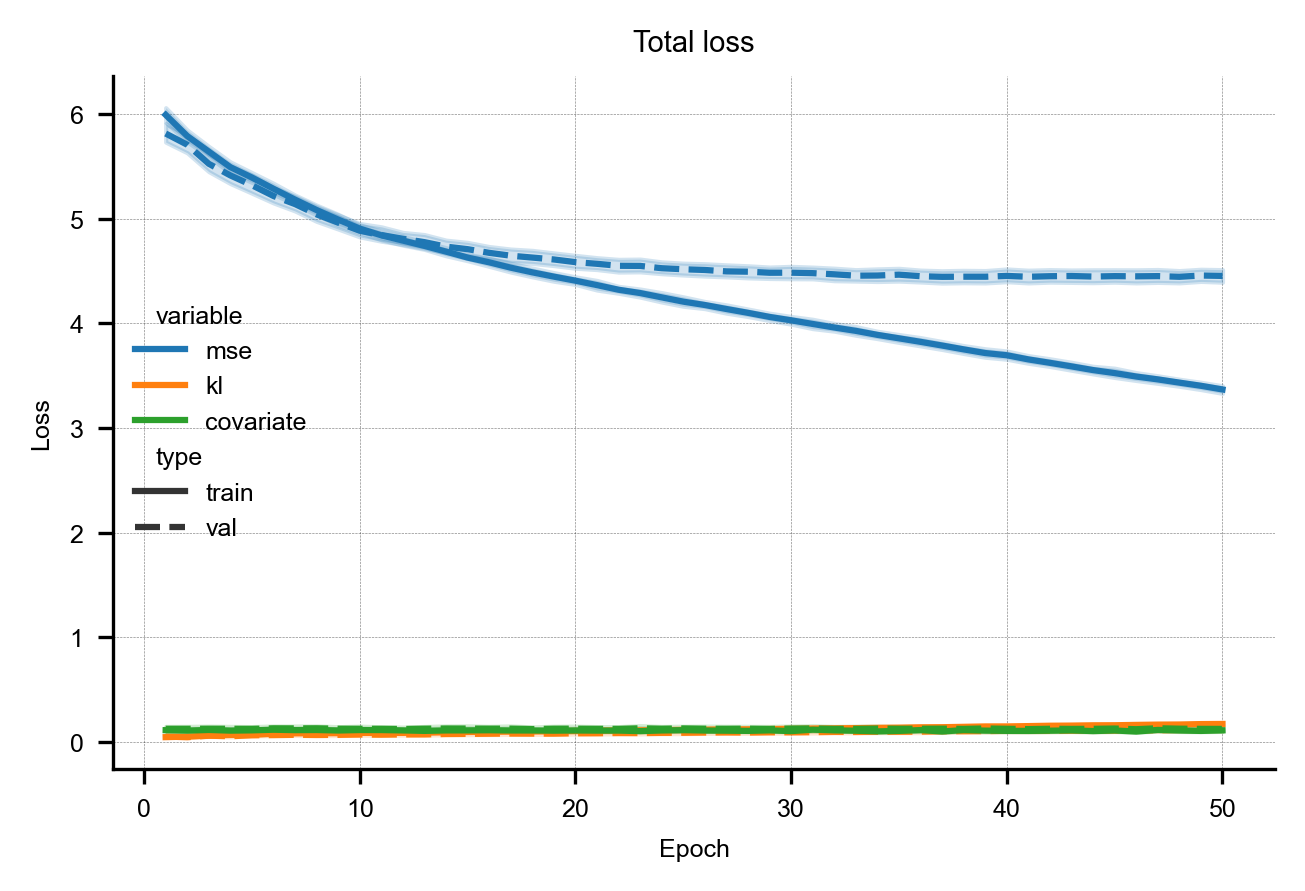 Total loss
6
5
4
3
2
1
0
Loss
variable
mse
kl
covariate
type
train
val
0 10 20 30 40 50
Epoch